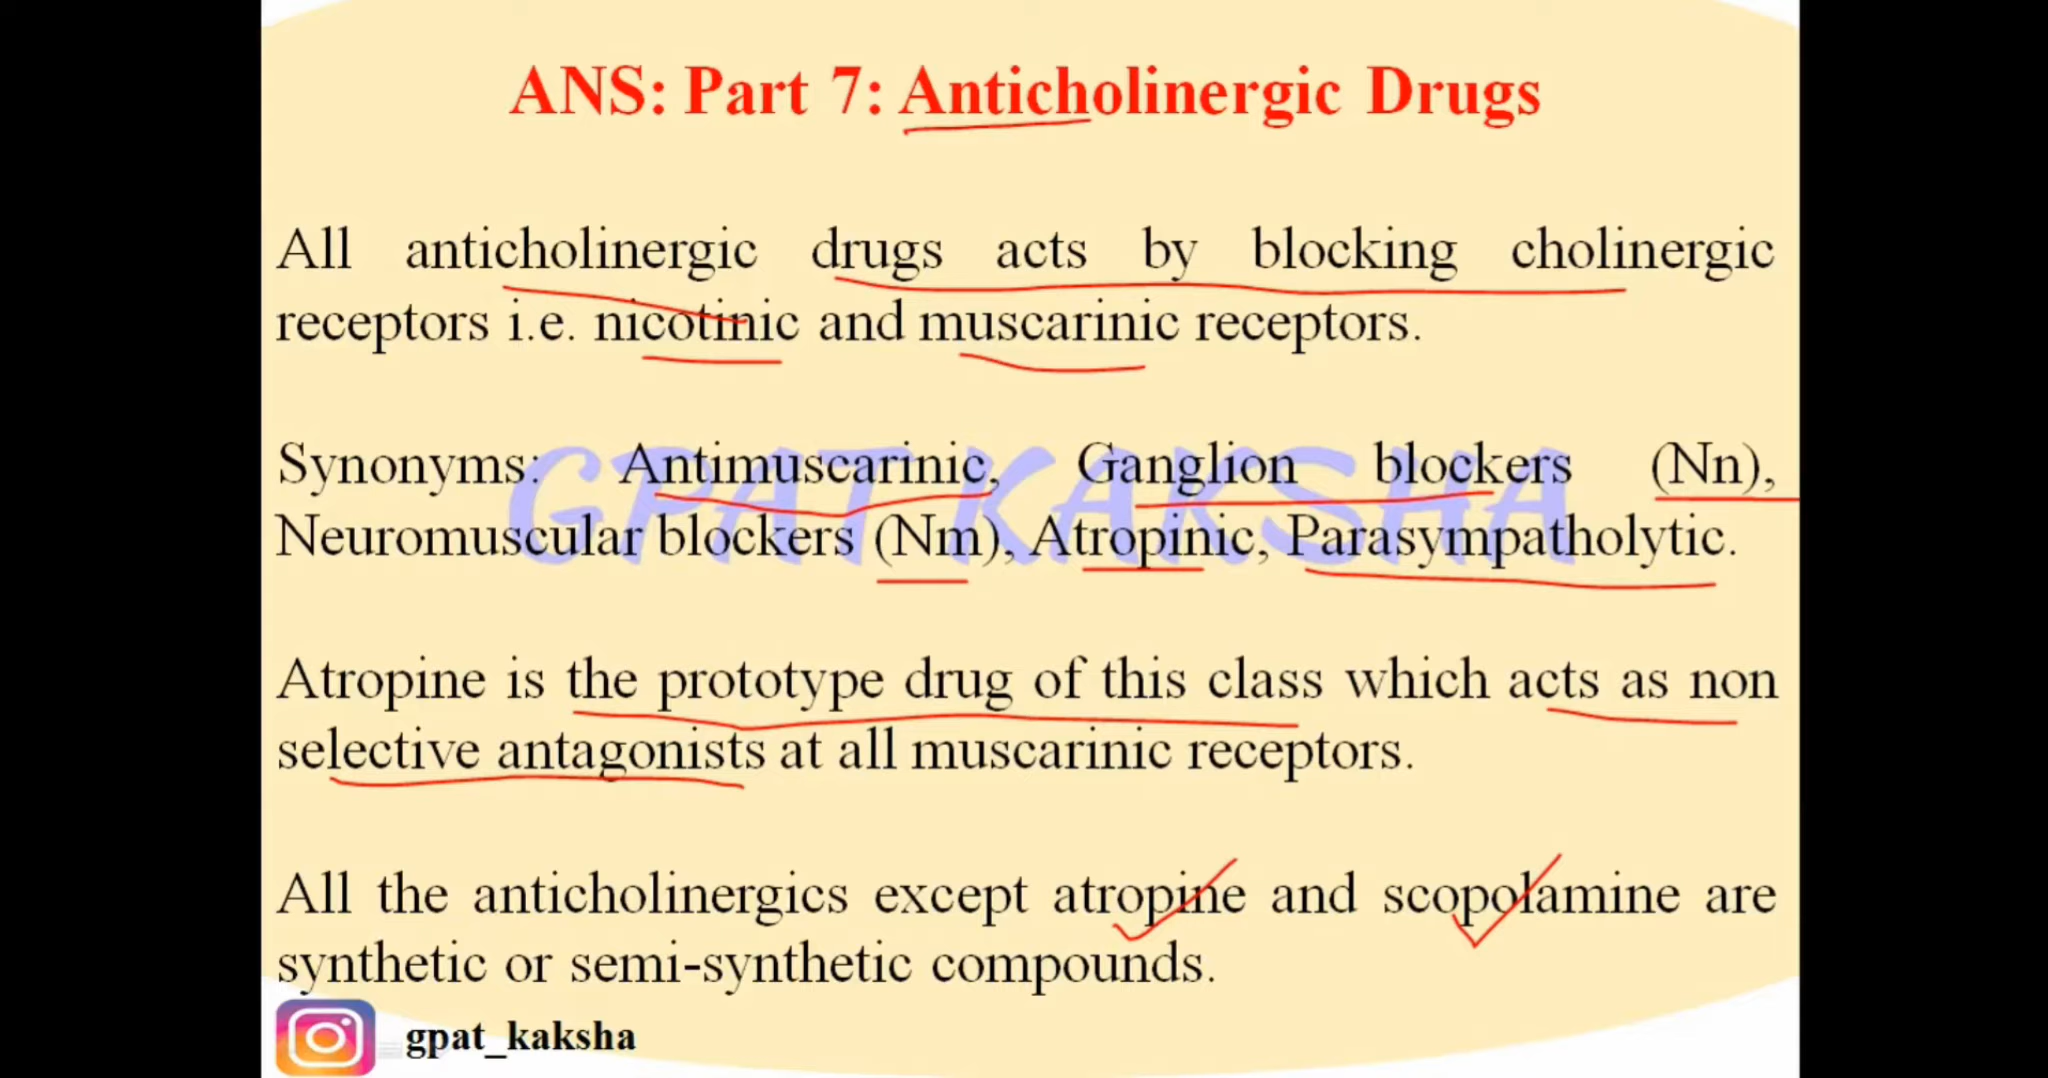 ANS: Part 7: Anticholinergic Drugs
All anticholinergic drugs acts by blocking cholinergic
receptors i.e. nicotinic and muscarinic receptors.
GPAT KAKSHA
Synonyms: Antimuscarinic, Ganglion blockers (Nn),
Neuromuscular blockers (Nm), Atropinic, Parasympatholytic.
Atropine is the prototype drug of this class which acts as non
selective antagonists at all muscarinic receptors.
All the anticholinergics except atropine and scopolamine are
synthetic or semi-synthetic compounds.
gpat_kaksha